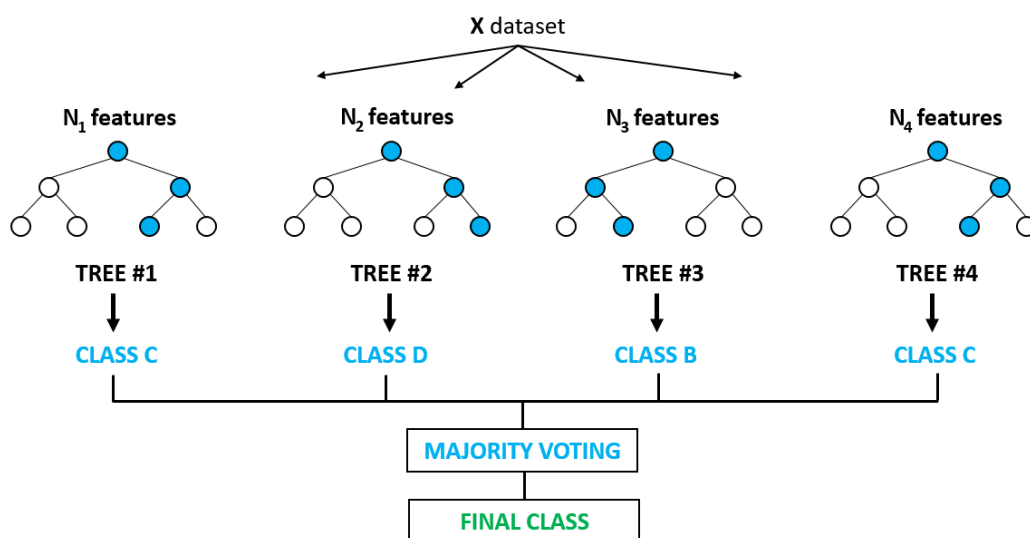 X dataset
N₁ features
N₂ features
N₃ features
N₄ features
TREE #1
TREE #2
TREE #3
TREE #4
CLASS C
CLASS D
CLASS B
CLASS C
MAJORITY VOTING
FINAL CLASS